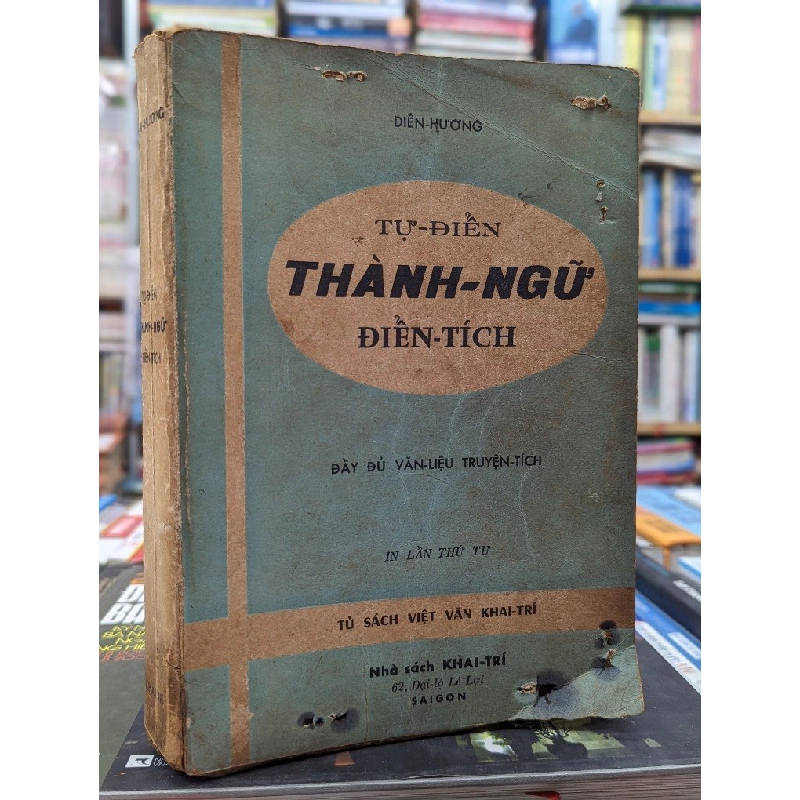 DIÊN-HƯƠNG
TỰ-ĐIỂN
THÀNH-NGỮ
ĐIỂN-TÍCH
ĐẦY ĐỦ VĂN-LIỆU TRUYỆN-TÍCH
IN LẦN THỨ TƯ
TỦ SÁCH VIỆT VĂN KHAI-TRÍ
Nhà sách KHAI-TRÍ
62, Đại-lộ Lê Lợi
SAIGON